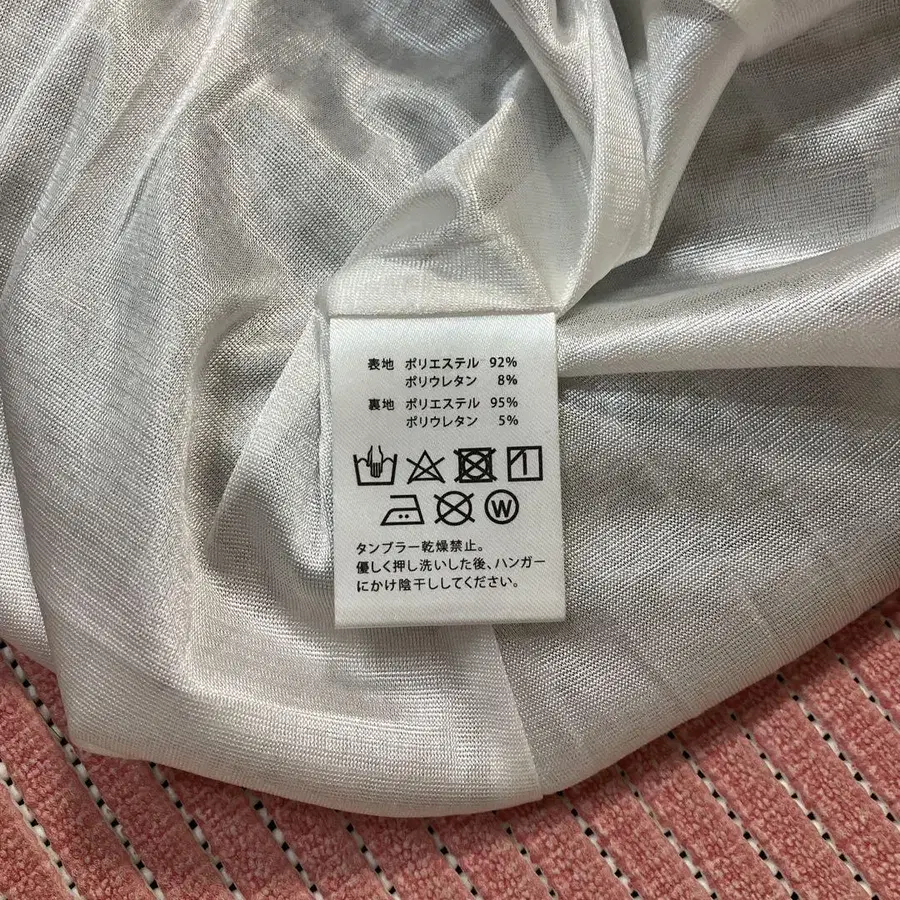 表地 ポリエステル 92%
ポリウレタン 8%
裏地 ポリエステル 95%
ポリウレタン 5%
W
タンブラー乾燥禁止。
優しく押し洗いした後、ハンガー
にかけ陰干ししてください。